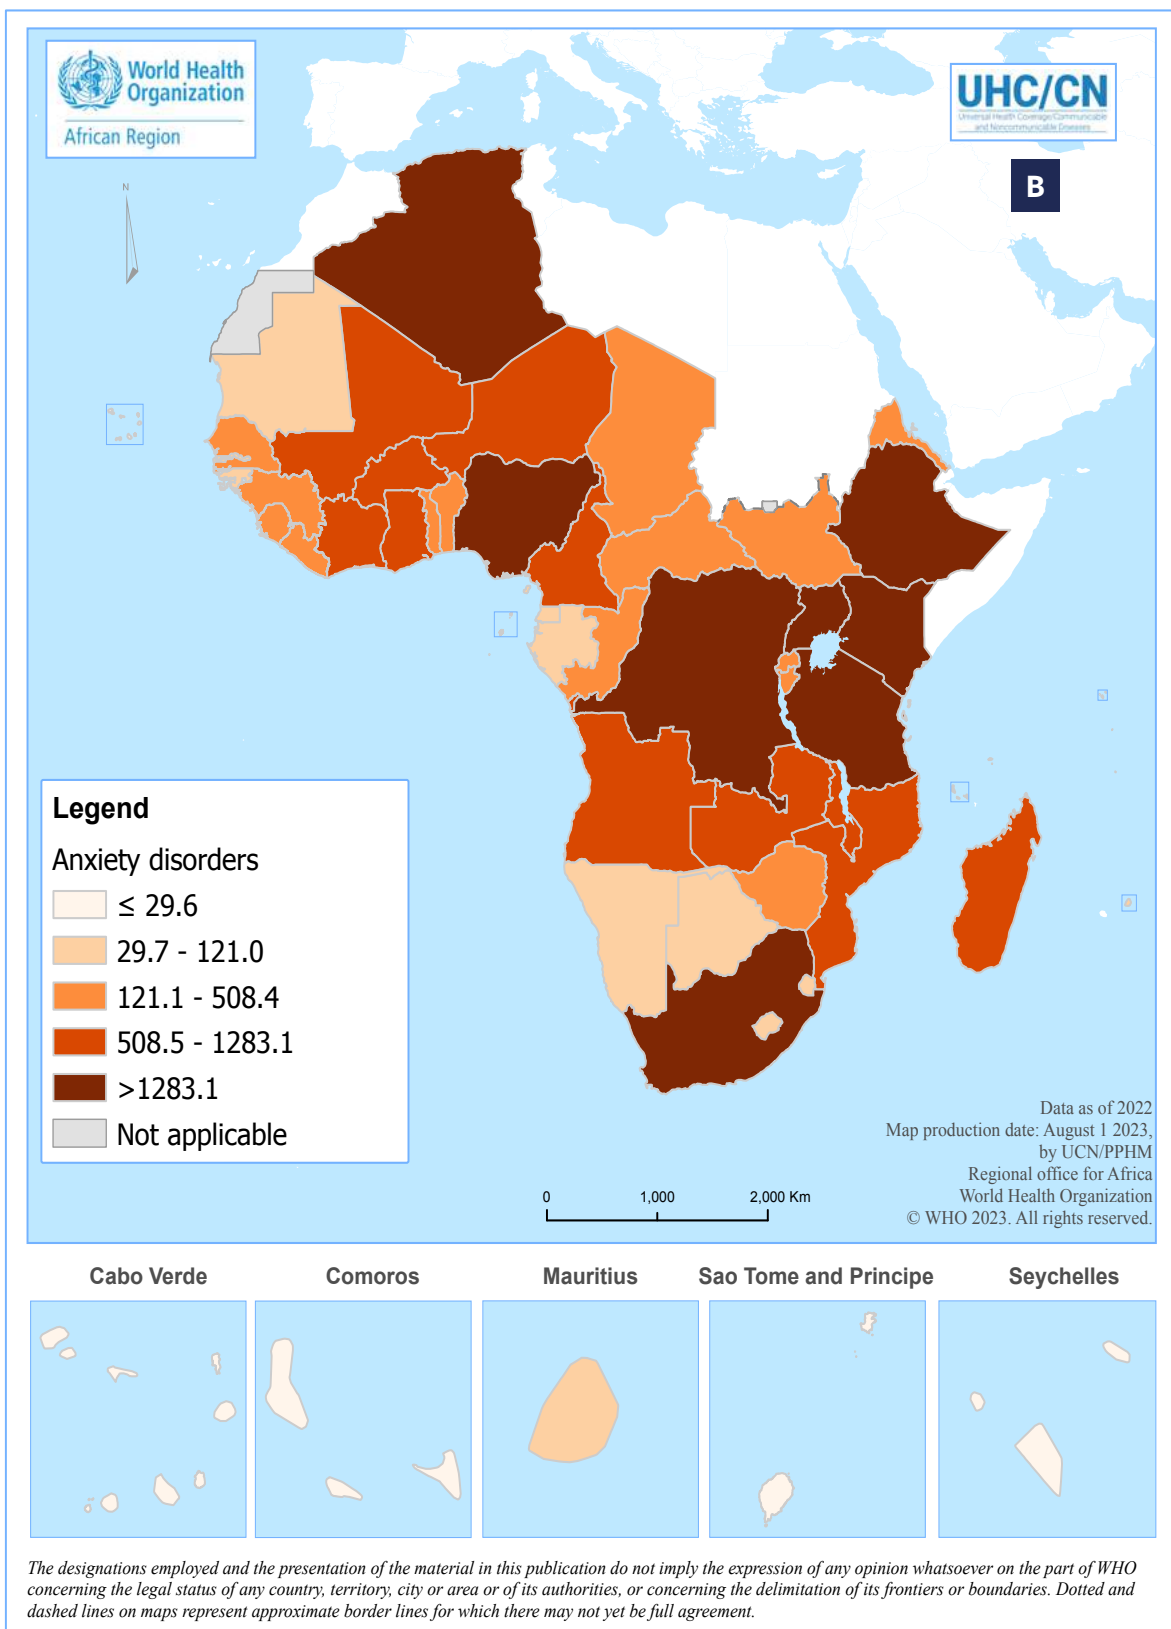 World Health
Organization
African Region
UHC/CN
Universal Health Coverage/Communicable
and Noncommunicable Diseases
B
N
Legend
Anxiety disorders
≤ 29.6
29.7 - 121.0
121.1 - 508.4
508.5 - 1283.1
>1283.1
Not applicable
Data as of 2022
Map production date: August 1 2023,
by UCN/PPHM
Regional office for Africa
World Health Organization
© WHO 2023. All rights reserved.
0 1,000 2,000 Km
Cabo Verde
Comoros
Mauritius
Sao Tome and Principe
Seychelles
The designations employed and the presentation of the material in this publication do not imply the expression of any opinion whatsoever on the part of WHO
concerning the legal status of any country, territory, city or area or of its authorities, or concerning the delimitation of its frontiers or boundaries. Dotted and
dashed lines on maps represent approximate border lines for which there may not yet be full agreement.